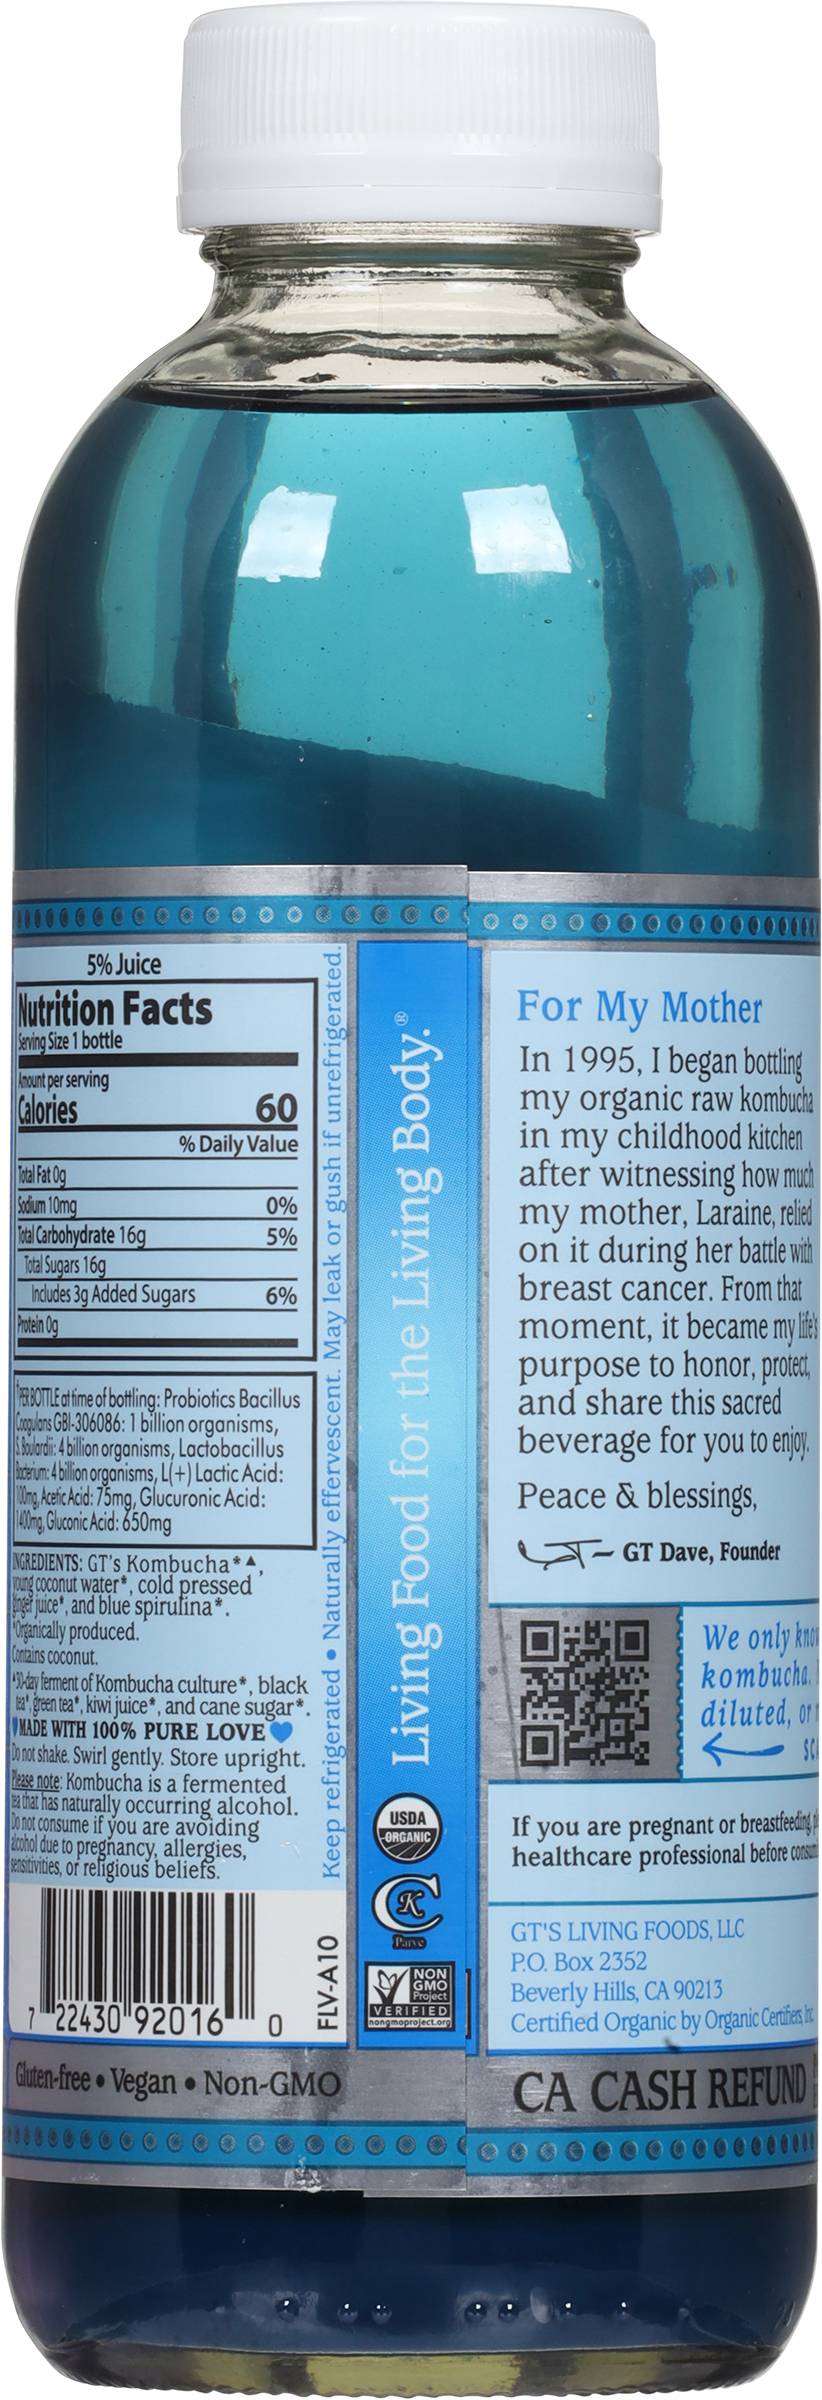 5% Juice
Nutrition Facts
Serving Size 1 bottle
Amount per serving
Calories 60
% Daily Value
Total Fat 0g
Sodium 10mg 0%
Total Carbohydrate 16g 5%
Total Sugars 16g
Includes 3g Added Sugars 6%
Protein 0g
†PER BOTTLE at time of bottling: Probiotics Bacillus
Coagulans GBI-306086: 1 billion organisms,
S. Boulardii: 4 billion organisms, Lactobacillus
Bacterium: 4 billion organisms, L(+) Lactic Acid:
100mg, Acetic Acid: 75mg, Glucuronic Acid:
1400mg, Gluconic Acid: 650mg
INGREDIENTS: GT's Kombucha*▲,
young coconut water*, cold pressed
ginger juice*, and blue spirulina*.
*Organically produced.
Contains coconut.
▲30-day ferment of Kombucha culture*, black
tea*, green tea*, kiwi juice*, and cane sugar*.
MADE WITH 100% PURE LOVE
Do not shake. Swirl gently. Store upright.
Please note: Kombucha is a fermented
tea that has naturally occurring alcohol.
Do not consume if you are avoiding
alcohol due to pregnancy, allergies,
sensitivities, or religious beliefs.
7 22430 92016 0
FLV-A10
Gluten-free • Vegan • Non-GMO
Keep refrigerated • Naturally effervescent. May leak or gush if unrefrigerated.
Living Food for the Living Body.®
USDA
ORGANIC
K
Parve
NON
GMO
Project
VERIFIED
nongmoproject.org
For My Mother
In 1995, I began bottling
my organic raw kombucha
in my childhood kitchen
after witnessing how much
my mother, Laraine, relied
on it during her battle with
breast cancer. From that
moment, it became my life's
purpose to honor, protect,
and share this sacred
beverage for you to enjoy.
Peace & blessings,
GT — GT Dave, Founder
We only
kombucha.
diluted, or
If you are pregnant or breastfeeding,
healthcare professional before
GT'S LIVING FOODS, LLC
P.O. Box 2352
Beverly Hills, CA 90213
Certified Organic by Organic Certifiers, Inc.
CA CASH REFUND